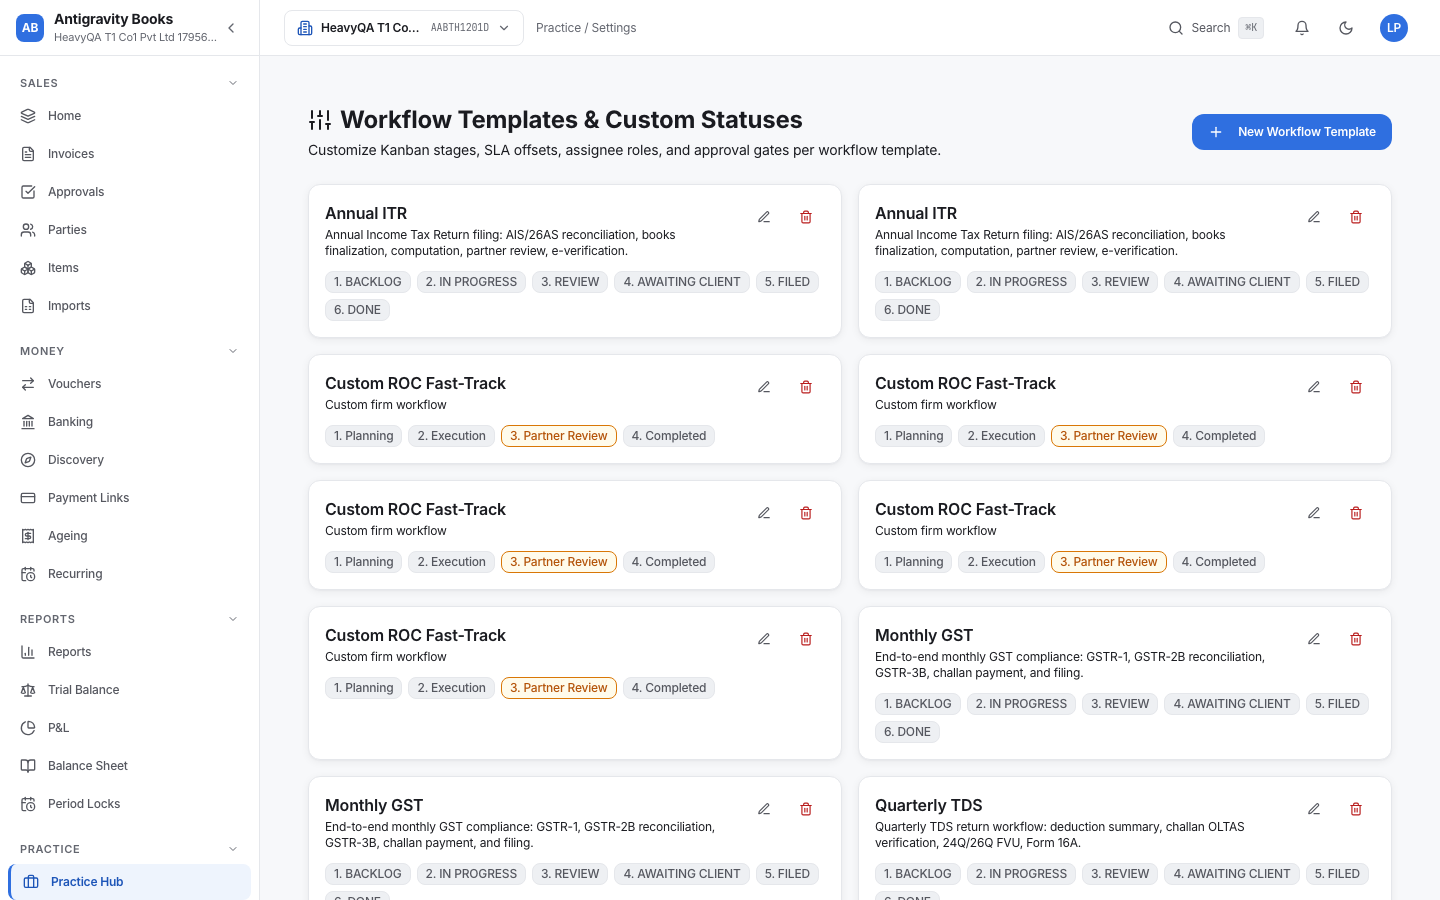 AB
Antigravity Books
HeavyQA T1 Co1 Pvt Ltd 17956...
HeavyQA T1 Co...
AABTH1201D
Practice / Settings
Search
⌘K
LP
SALES
Home
Invoices
Approvals
Parties
Items
Imports
MONEY
Vouchers
Banking
Discovery
Payment Links
Ageing
Recurring
REPORTS
Reports
Trial Balance
P&L
Balance Sheet
Period Locks
PRACTICE
Practice Hub
Workflow Templates & Custom Statuses
Customize Kanban stages, SLA offsets, assignee roles, and approval gates per workflow template.
New Workflow Template
Annual ITR
Annual Income Tax Return filing: AIS/26AS reconciliation, books
finalization, computation, partner review, e-verification.
1. BACKLOG 2. IN PROGRESS 3. REVIEW 4. AWAITING CLIENT 5. FILED
6. DONE
Annual ITR
Annual Income Tax Return filing: AIS/26AS reconciliation, books
finalization, computation, partner review, e-verification.
1. BACKLOG 2. IN PROGRESS 3. REVIEW 4. AWAITING CLIENT 5. FILED
6. DONE
Custom ROC Fast-Track
Custom firm workflow
1. Planning 2. Execution 3. Partner Review 4. Completed
Custom ROC Fast-Track
Custom firm workflow
1. Planning 2. Execution 3. Partner Review 4. Completed
Custom ROC Fast-Track
Custom firm workflow
1. Planning 2. Execution 3. Partner Review 4. Completed
Custom ROC Fast-Track
Custom firm workflow
1. Planning 2. Execution 3. Partner Review 4. Completed
Custom ROC Fast-Track
Custom firm workflow
1. Planning 2. Execution 3. Partner Review 4. Completed
Monthly GST
End-to-end monthly GST compliance: GSTR-1, GSTR-2B reconciliation,
GSTR-3B, challan payment, and filing.
1. BACKLOG 2. IN PROGRESS 3. REVIEW 4. AWAITING CLIENT 5. FILED
6. DONE
Monthly GST
End-to-end monthly GST compliance: GSTR-1, GSTR-2B reconciliation,
GSTR-3B, challan payment, and filing.
1. BACKLOG 2. IN PROGRESS 3. REVIEW 4. AWAITING CLIENT 5. FILED
6. DONE
Quarterly TDS
Quarterly TDS return workflow: deduction summary, challan OLTAS
verification, 24Q/26Q FVU, Form 16A.
1. BACKLOG 2. IN PROGRESS 3. REVIEW 4. AWAITING CLIENT 5. FILED
6. DONE